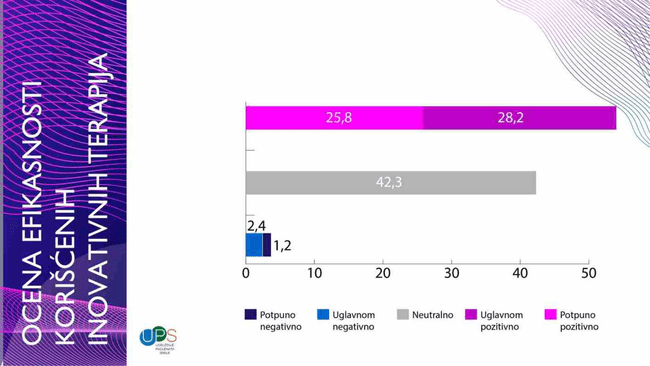 OCENA EFIKASNOSTI
KORIŠĆENIH
INOVATIVNIH TERAPIJA
25,8 28,2
42,3
2,4
1,2
0 10 20 30 40 50
Potpuno negativno
Uglavnom negativno
Neutralno
Uglavnom pozitivno
Potpuno pozitivno
UPS